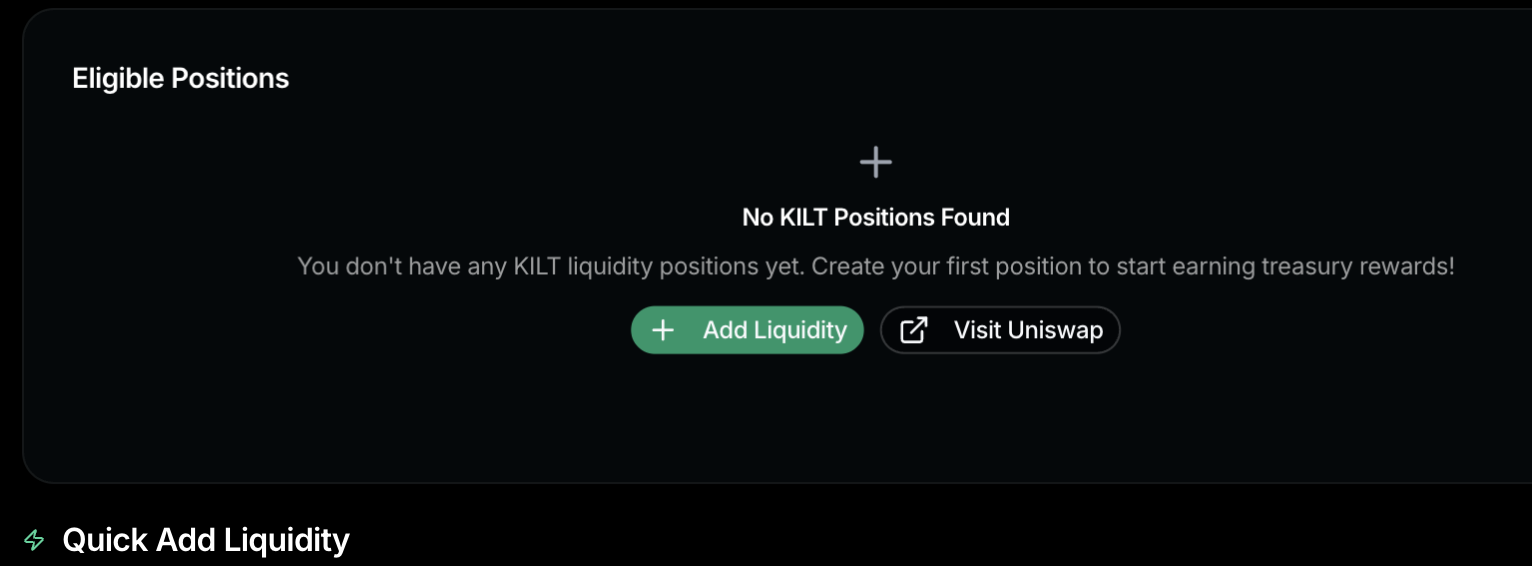 Eligible Positions
No KILT Positions Found
You don't have any KILT liquidity positions yet. Create your first position to start earning treasury rewards!
Add Liquidity
Visit Uniswap
Quick Add Liquidity